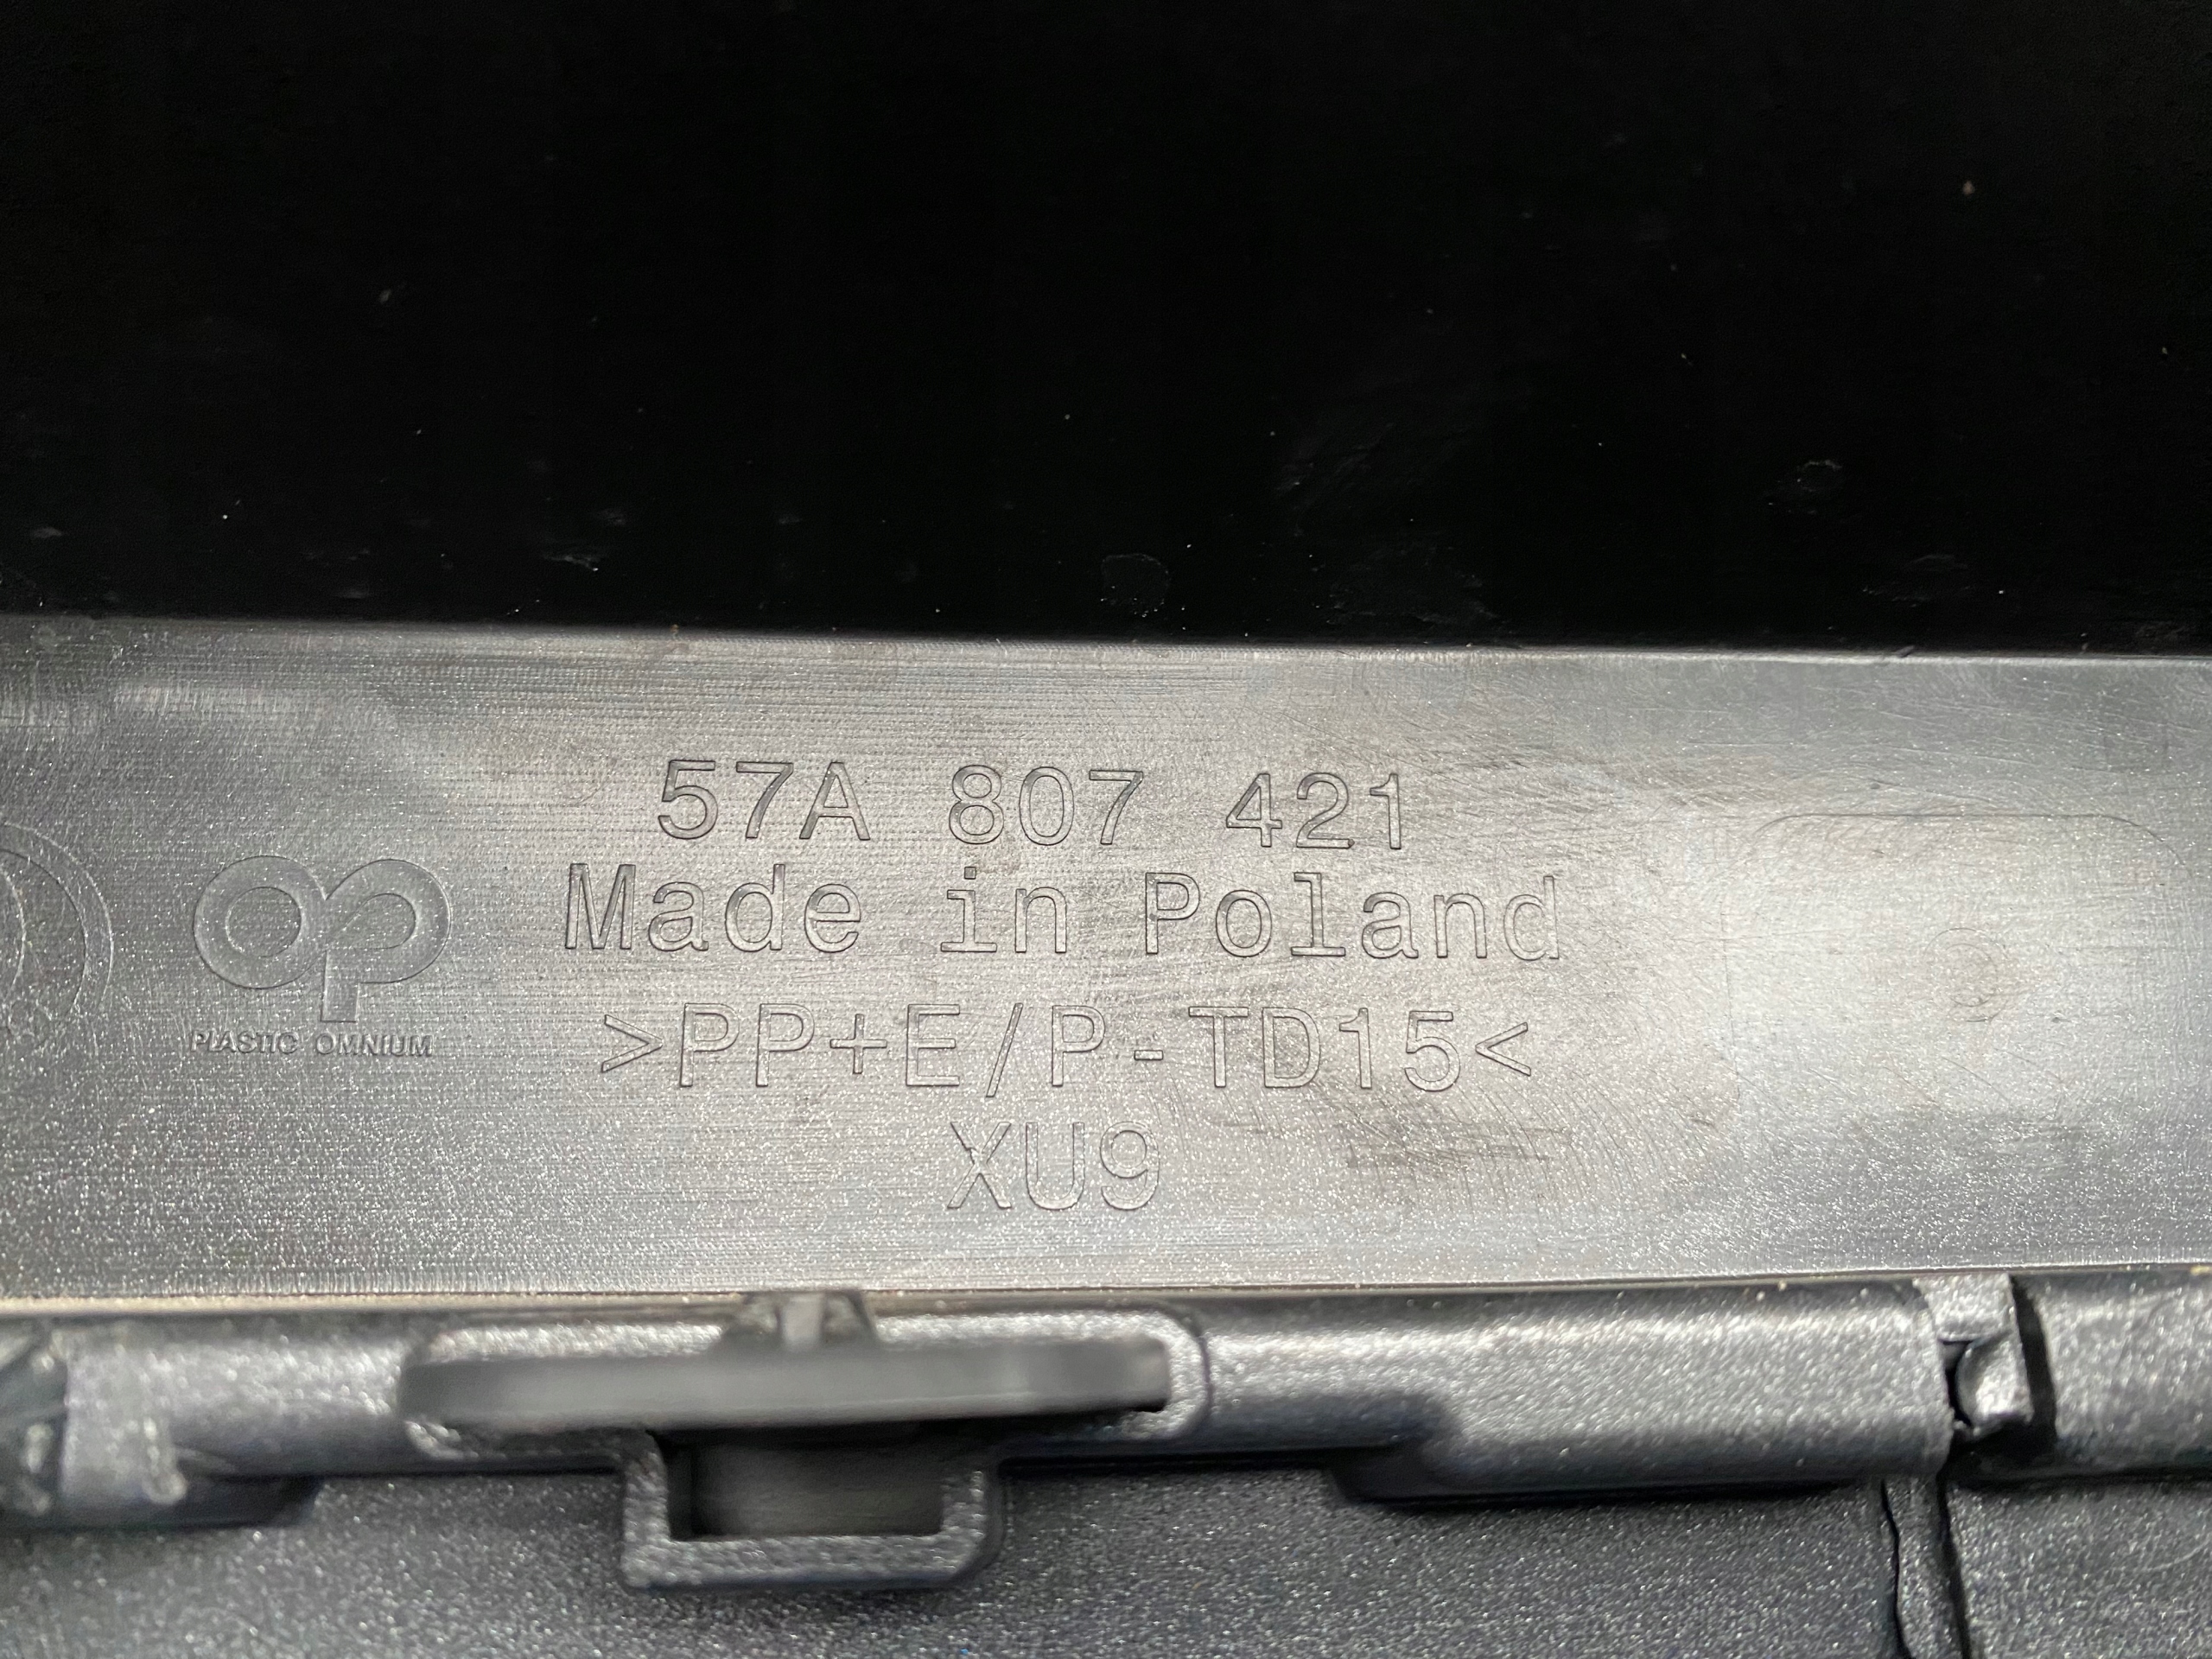 57A 807 421
Made in Poland
PLASTIC OMNIUM
>PP+E/P-TD15<
XU9